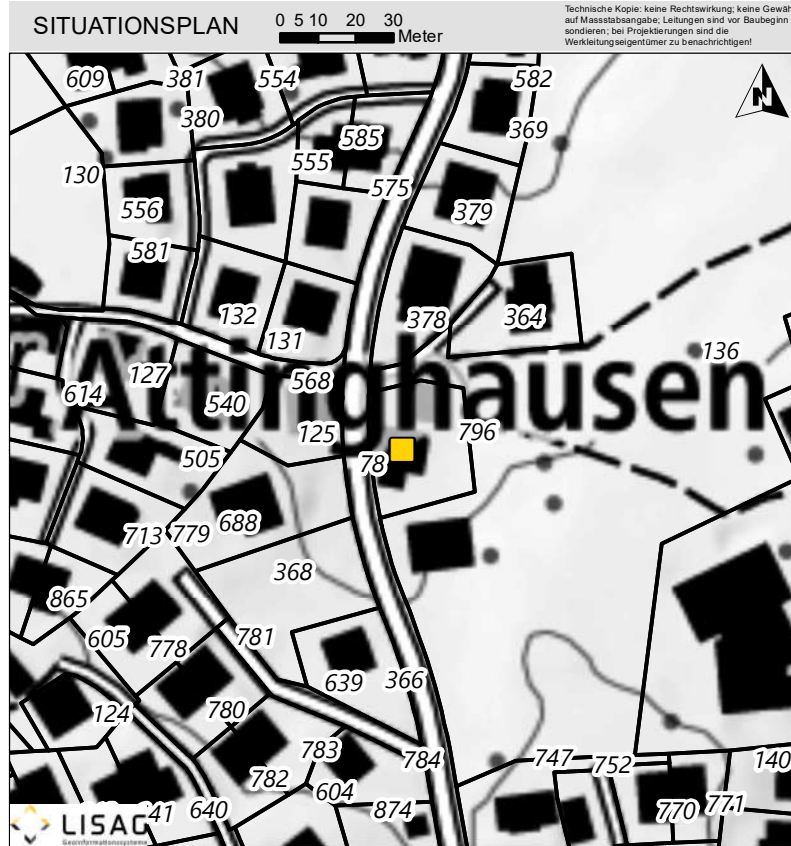 SITUATIONSPLAN
0 5 10 20 30 Meter
Technische Kopie: keine Rechtswirkung; keine Gewäh
auf Massstabsangabe; Leitungen sind vor Baubeginn
sondieren; bei Projektierungen sind die
Werkleitungseigentümer zu benachrichtigen!
N
609 381 554 582
380 585 369
130 555 575
556 379
581
132 131 378 364
136
127 568
614 540
r Attinghausen
125 796
505 78
713 779 688
368
865
605 778 781
639 366
124 780
783 784 747 752 140
782 604
41 640 874 770 771
LISAG
Geoinformationssysteme